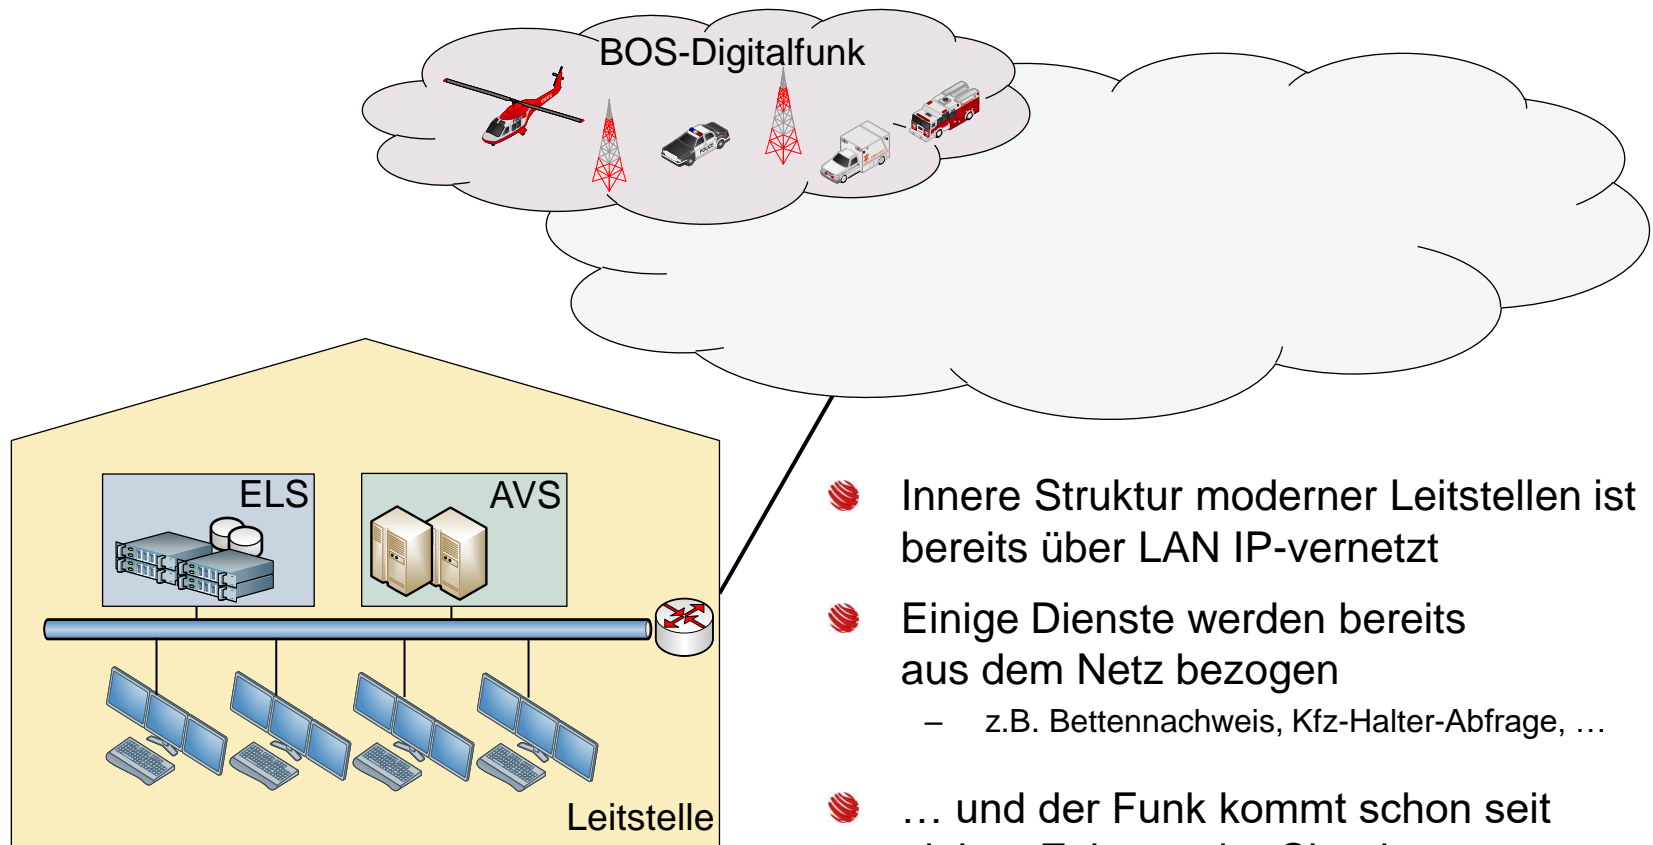 BOS-Digitalfunk
ELS
AVS
Leitstelle
Innere Struktur moderner Leitstellen ist
bereits über LAN IP-vernetzt
Einige Dienste werden bereits
aus dem Netz bezogen
– z.B. Bettennachweis, Kfz-Halter-Abfrage, …
… und der Funk kommt schon seit